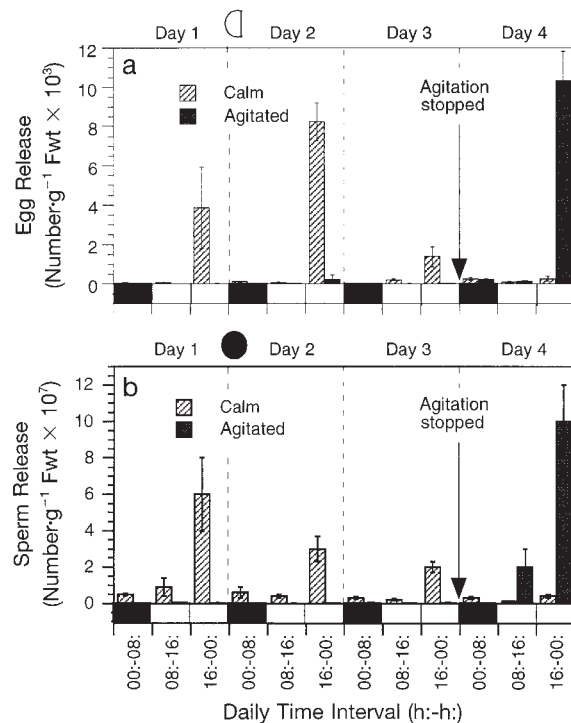 Day 1 Day 2 Day 3 Day 4
12
10
8
6
4
2
0
a
Calm
Agitated
Agitation
stopped
Egg Release
(Number·g⁻¹ Fwt × 10³)
Day 1 Day 2 Day 3 Day 4
12
10
8
6
4
2
0
b
Calm
Agitated
Agitation
stopped
Sperm Release
(Number·g⁻¹ Fwt × 10⁷)
00:-08: 08:-16: 16:-00: 00:-08: 08:-16: 16:-00: 00:-08: 08:-16: 16:-00: 00:-08: 08:-16: 16:-00:
Daily Time Interval (h:-h:)